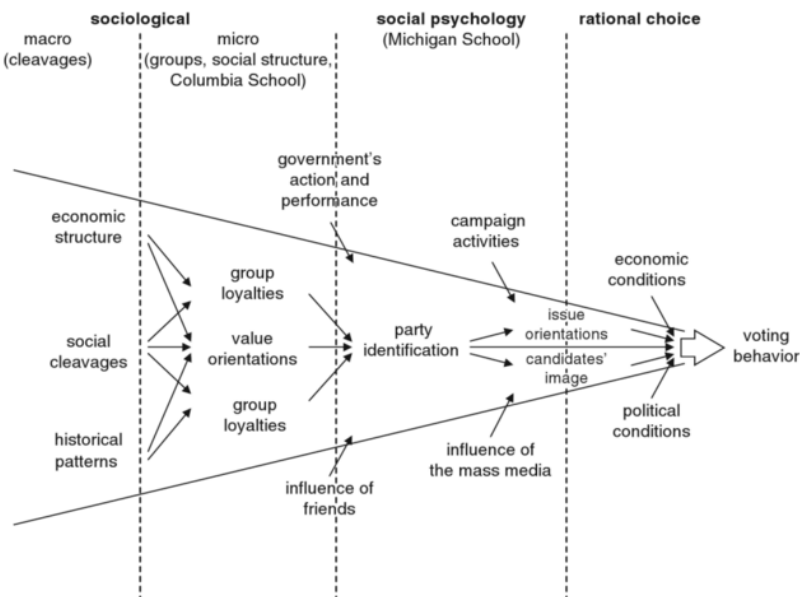 sociological
social psychology
rational choice
macro
(cleavages)
micro
(groups, social structure,
Columbia School)
(Michigan School)
government's
action and
performance
campaign
activities
economic
structure
economic
conditions
group
loyalties
issue
orientations
social
cleavages
value
orientations
party
identification
candidates'
image
voting
behavior
group
loyalties
political
conditions
historical
patterns
influence of
the mass media
influence of
friends